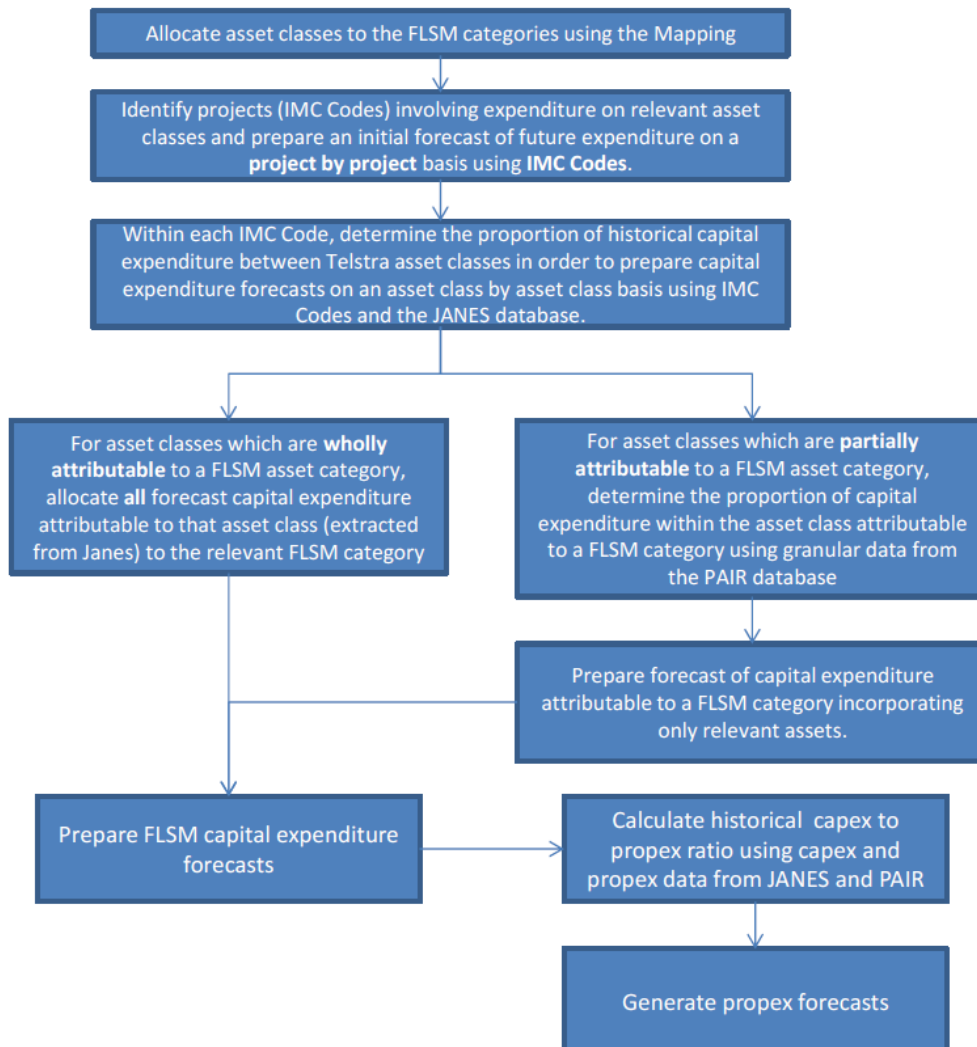 Allocate asset classes to the FLSM categories using the Mapping
Identify projects (IMC Codes) involving expenditure on relevant asset
classes and prepare an initial forecast of future expenditure on a
project by project basis using IMC Codes.
Within each IMC Code, determine the proportion of historical capital
expenditure between Telstra asset classes in order to prepare capital
expenditure forecasts on an asset class by asset class basis using IMC
Codes and the JANES database.
For asset classes which are wholly
attributable to a FLSM asset category,
allocate all forecast capital expenditure
attributable to that asset class (extracted
from Janes) to the relevant FLSM category
For asset classes which are partially
attributable to a FLSM asset category,
determine the proportion of capital
expenditure within the asset class attributable
to a FLSM category using granular data from
the PAIR database
Prepare forecast of capital expenditure
attributable to a FLSM category incorporating
only relevant assets.
Prepare FLSM capital expenditure
forecasts
Calculate historical capex to
propex ratio using capex and
propex data from JANES and PAIR
Generate propex forecasts